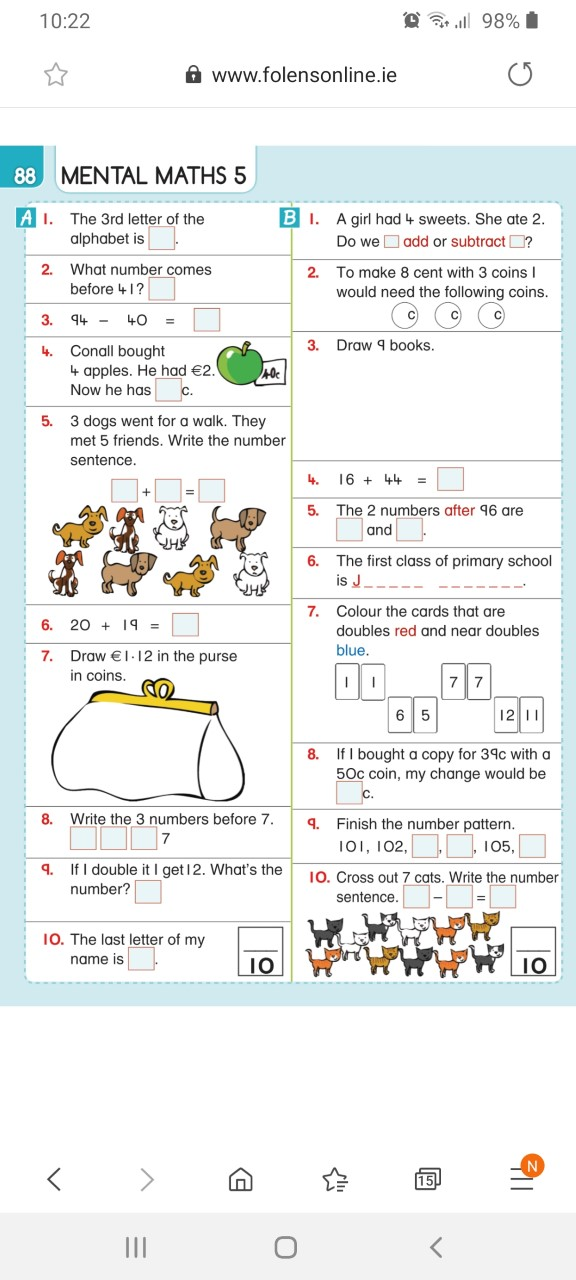 10:22
98%
www.folensonline.ie
88 MENTAL MATHS 5
A 1. The 3rd letter of the
alphabet is .
2. What number comes
before 41?
3. 94 – 40 =
4. Conall bought
4 apples. He had €2.
Now he has c.
40c
5. 3 dogs went for a walk. They
met 5 friends. Write the number
sentence.
+ =
6. 20 + 19 =
7. Draw €1·12 in the purse
in coins.
8. Write the 3 numbers before 7.
7
9. If I double it I get 12. What's the
number?
10. The last letter of my
name is .
10
B 1. A girl had 4 sweets. She ate 2.
Do we add or subtract ?
2. To make 8 cent with 3 coins I
would need the following coins.
c c c
3. Draw 9 books.
4. 16 + 44 =
5. The 2 numbers after 96 are
and .
6. The first class of primary school
is J_____ _______.
7. Colour the cards that are
doubles red and near doubles
blue.
1 1 7 7
6 5 12 11
8. If I bought a copy for 39c with a
50c coin, my change would be
c.
9. Finish the number pattern.
101, 102, , , 105,
10. Cross out 7 cats. Write the number
sentence. – =
10
N
15